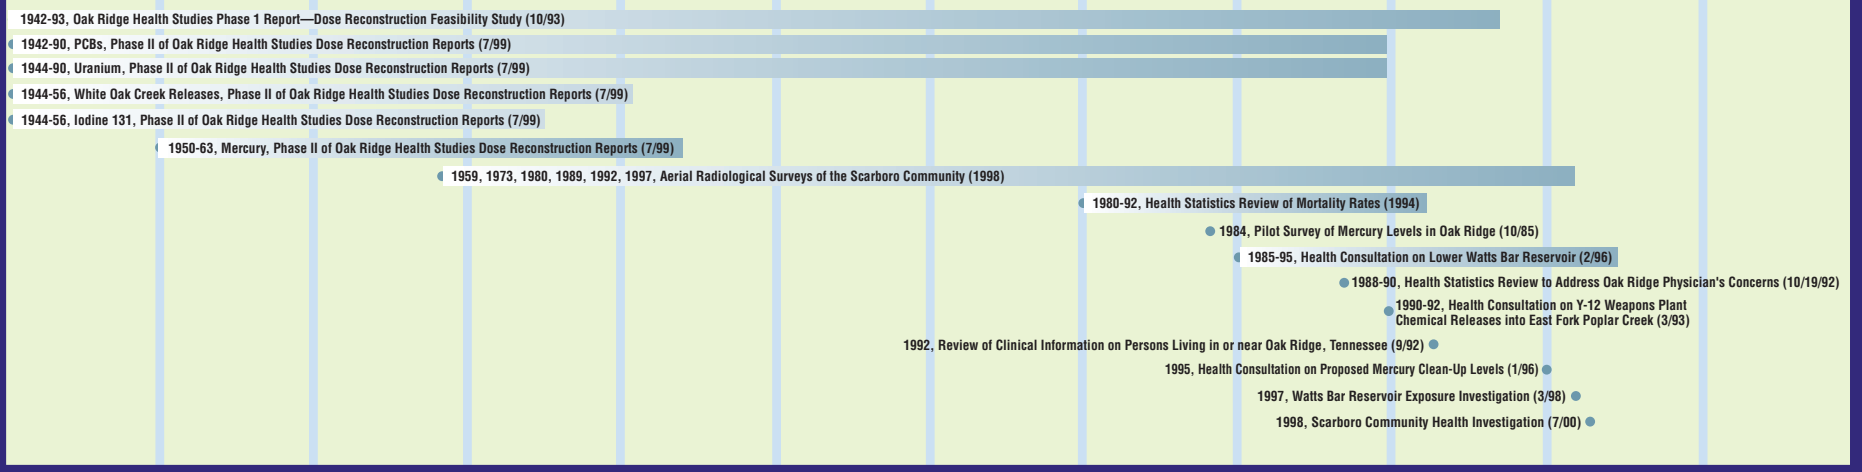 1942-93, Oak Ridge Health Studies Phase 1 Report—Dose Reconstruction Feasibility Study (10/93)
1942-90, PCBs, Phase II of Oak Ridge Health Studies Dose Reconstruction Reports (7/99)
1944-90, Uranium, Phase II of Oak Ridge Health Studies Dose Reconstruction Reports (7/99)
1944-56, White Oak Creek Releases, Phase II of Oak Ridge Health Studies Dose Reconstruction Reports (7/99)
1944-56, Iodine 131, Phase II of Oak Ridge Health Studies Dose Reconstruction Reports (7/99)
1950-63, Mercury, Phase II of Oak Ridge Health Studies Dose Reconstruction Reports (7/99)
1959, 1973, 1980, 1989, 1992, 1997, Aerial Radiological Surveys of the Scarboro Community (1998)
1980-92, Health Statistics Review of Mortality Rates (1994)
1984, Pilot Survey of Mercury Levels in Oak Ridge (10/85)
1985-95, Health Consultation on Lower Watts Bar Reservoir (2/96)
1988-90, Health Statistics Review to Address Oak Ridge Physician's Concerns (10/19/92)
1990-92, Health Consultation on Y-12 Weapons Plant
Chemical Releases into East Fork Poplar Creek (3/93)
1992, Review of Clinical Information on Persons Living in or near Oak Ridge, Tennessee (9/92)
1995, Health Consultation on Proposed Mercury Clean-Up Levels (1/96)
1997, Watts Bar Reservoir Exposure Investigation (3/98)
1998, Scarboro Community Health Investigation (7/00)